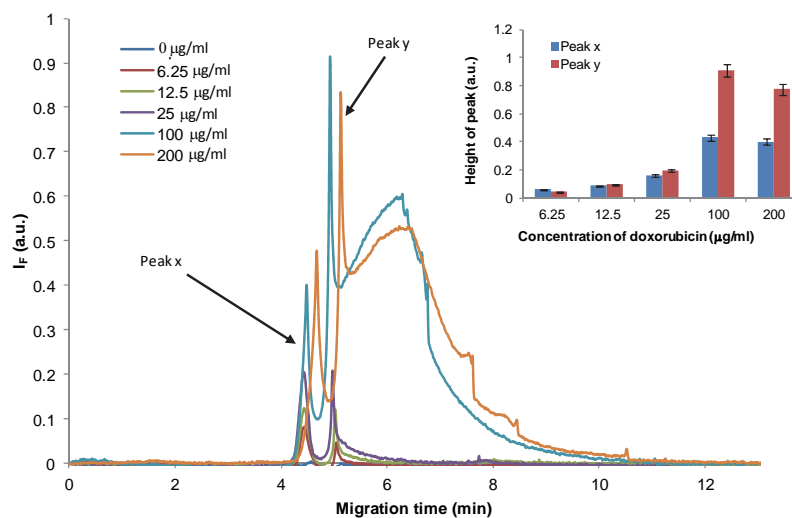 1
0.9
0.8
0.7
0.6
0.5
0.4
0.3
0.2
0.1
0
I_F (a.u.)
0 μg/ml
6.25 μg/ml
12.5 μg/ml
25 μg/ml
100 μg/ml
200 μg/ml
Peak x
Peak y
0 2 4 6 8 10 12
Migration time (min)
1.2
1
0.8
0.6
0.4
0.2
0
Height of peak (a.u.)
Peak x
Peak y
6.25 12.5 25 100 200
Concentration of doxorubicin (μg/ml)